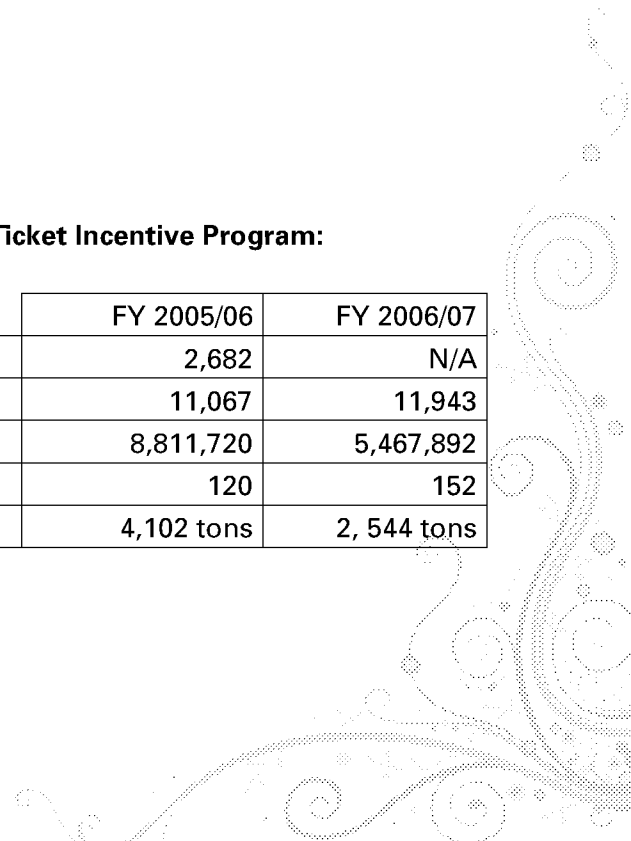 Ticket Incentive Program:
FY 2005/06 FY 2006/07
2,682 N/A
11,067 11,943
8,811,720 5,467,892
120 152
4,102 tons 2, 544 tons